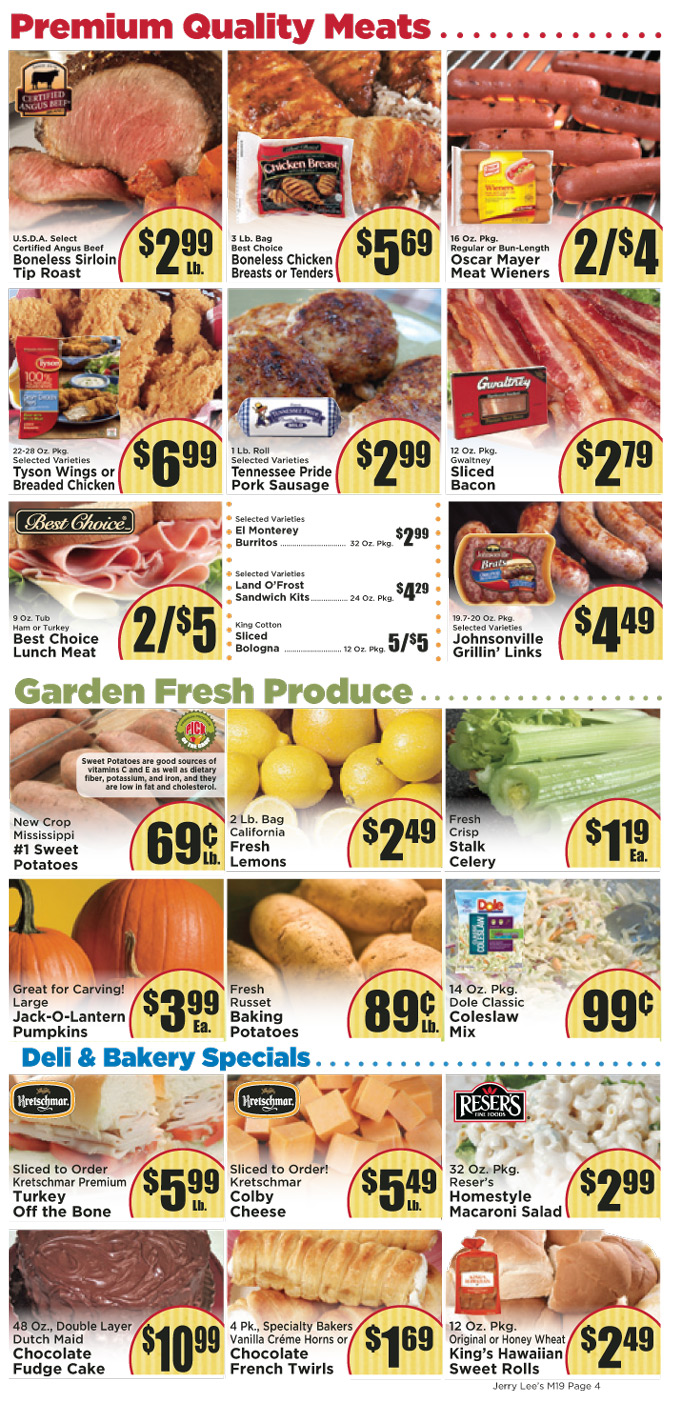 Premium Quality Meats
CERTIFIED
ANGUS BEEF
U.S.D.A. Select
Certified Angus Beef
Boneless Sirloin
Tip Roast
$2.99
Lb.
Best Choice
Chicken Breast
3 Lb. Bag
Best Choice
Boneless Chicken
Breasts or Tenders
$5.69
Wieners
16 Oz. Pkg.
Regular or Bun-Length
Oscar Mayer
Meat Wieners
2/$4
Tyson
100%
22-28 Oz. Pkg.
Selected Varieties
Tyson Wings or
Breaded Chicken
$6.99
Tennessee Pride
1 Lb. Roll
Selected Varieties
Tennessee Pride
Pork Sausage
$2.99
Gwaltney
12 Oz. Pkg.
Gwaltney
Sliced
Bacon
$2.79
Best Choice
9 Oz. Tub
Ham or Turkey
Best Choice
Lunch Meat
2/$5
Selected Varieties
El Monterey
Burritos ........................... 32 Oz. Pkg. $2.99
Selected Varieties
Land O'Frost
Sandwich Kits................ 24 Oz. Pkg. $4.29
King Cotton
Sliced
Bologna ......................... 12 Oz. Pkg. 5/$5
Johnsonville
Brats
19.7-20 Oz. Pkg.
Selected Varieties
Johnsonville
Grillin' Links
$4.49
Garden Fresh Produce
PICK
OF THE CROP
Sweet Potatoes are good sources of
vitamins C and E as well as dietary
fiber, potassium, and iron, and they
are low in fat and cholesterol.
New Crop
Mississippi
#1 Sweet
Potatoes
69¢
Lb.
2 Lb. Bag
California
Fresh
Lemons
$2.49
Fresh
Crisp
Stalk
Celery
$1.19
Ea.
Great for Carving!
Large
Jack-O-Lantern
Pumpkins
$3.99
Ea.
Fresh
Russet
Baking
Potatoes
89¢
Lb.
Dole
CLASSIC
COLESLAW
14 Oz. Pkg.
Dole Classic
Coleslaw
Mix
99¢
Deli & Bakery Specials
Kretschmar.
Sliced to Order
Kretschmar Premium
Turkey
Off the Bone
$5.99
Lb.
Kretschmar.
Sliced to Order!
Kretschmar
Colby
Cheese
$5.49
Lb.
RESER'S
FINE FOODS
32 Oz. Pkg.
Reser's
Homestyle
Macaroni Salad
$2.99
48 Oz., Double Layer
Dutch Maid
Chocolate
Fudge Cake
$10.99
4 Pk., Specialty Bakers
Vanilla Créme Horns or
Chocolate
French Twirls
$1.69
KING'S
HAWAIIAN
12 Oz. Pkg.
Original or Honey Wheat
King's Hawaiian
Sweet Rolls
$2.49
Jerry Lee's M19 Page 4